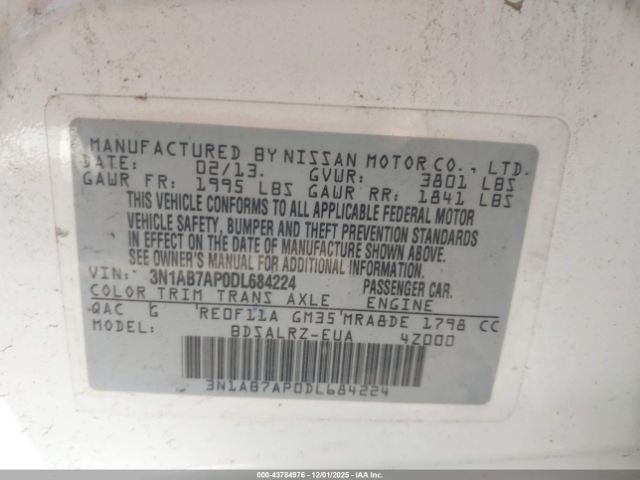 MANUFACTURED BY NISSAN MOTOR CO., LTD.
DATE: 02/13. GVWR: 3801 LBS
GAWR FR: 1995 LBS GAWR RR: 1841 LBS
THIS VEHICLE CONFORMS TO ALL APPLICABLE FEDERAL MOTOR
VEHICLE SAFETY, BUMPER AND THEFT PREVENTION STANDARDS
IN EFFECT ON THE DATE OF MANUFACTURE SHOWN ABOVE.
SEE OWNER'S MANUAL FOR ADDITIONAL INFORMATION.
VIN: 3N1AB7AP0DL684224 PASSENGER CAR.
COLOR TRIM TRANS AXLE ENGINE
QAC G RE0F11A GM35 MRA8DE 1798 CC
MODEL: BDSALRZ-EUA 4Z000
3N1AB7AP0DL684224
000-43784976 | 12/01/2025 | IAA Inc.